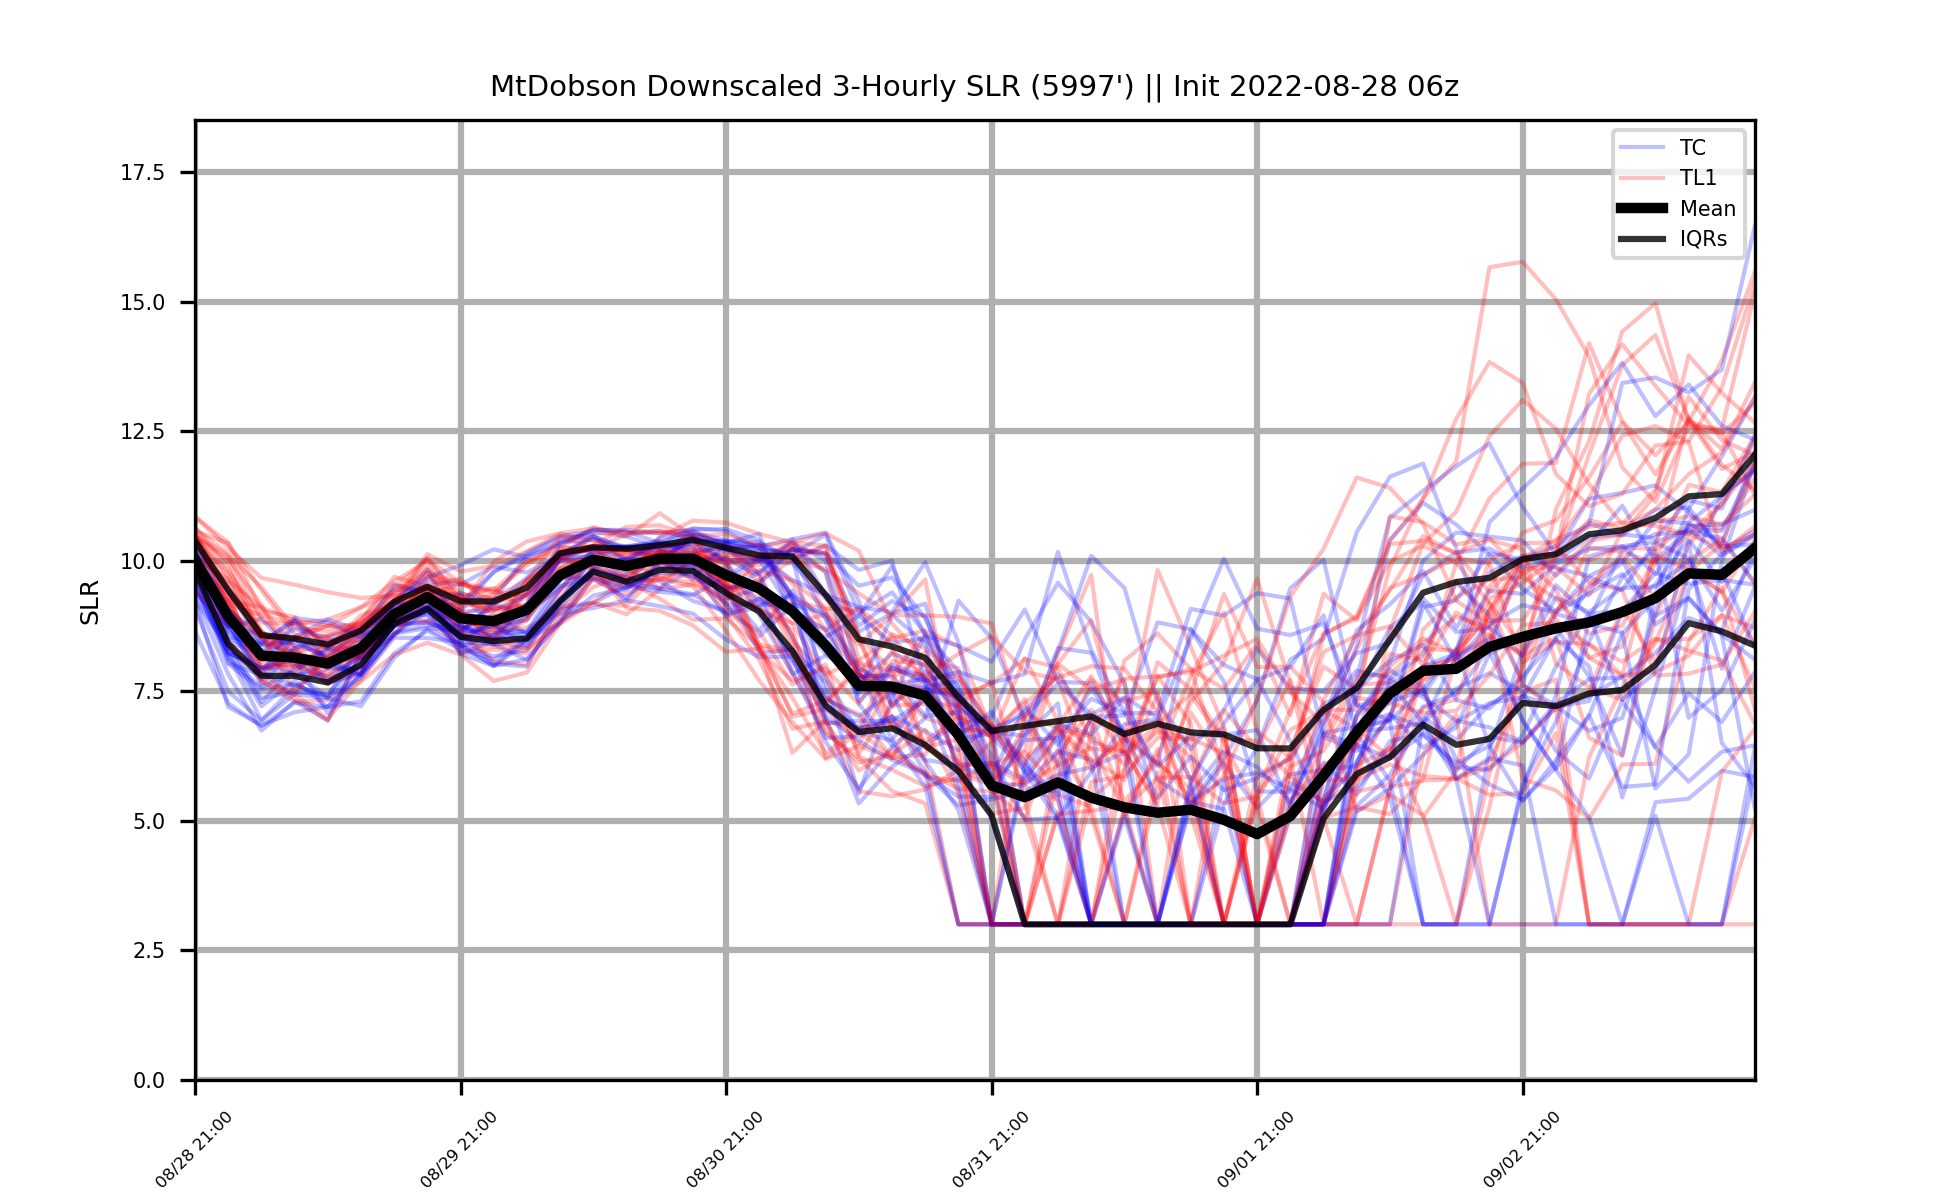 MtDobson Downscaled 3-Hourly SLR (5997') || Init 2022-08-28 06z
TC
TL1
Mean
IQRs
17.5
15.0
12.5
10.0
7.5
5.0
2.5
0.0
SLR
08/28 21:00
08/29 21:00
08/30 21:00
08/31 21:00
09/01 21:00
09/02 21:00